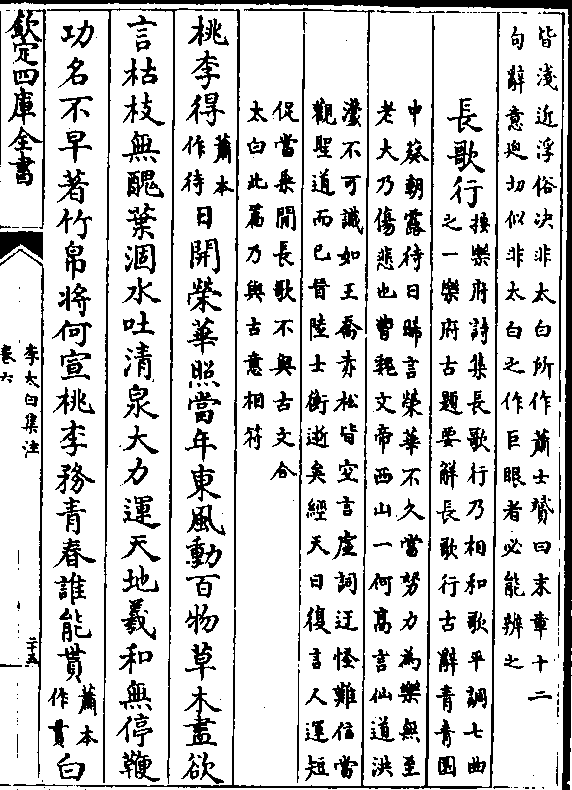 皆淺近浮俗决非太白所作蕭士贇曰末章十二
句辭意迫切似非太白之作巨眼者必能辨之
長歌行
按樂府詩集長歌行乃相和歌平調七曲
之一樂府古題要解長歌行古辭青青園
中葵朝露待日晞言榮華不久當努力為樂無至
老大乃傷悲也曹魏文帝西山一何髙言仙道洪
濛不可識如王喬赤松皆空言虚詞迂怪難信當
觀聖道而已晉陸士衡逝矣經天日復言人運短
促當乗閒長歌不與古文合
太白此篇乃與古意相符
桃李得蕭本作待日開榮華照當年東風動百物草木盡欲
言枯枝無醜葉涸水吐清泉大力運天地羲和無停鞭
功名不早著竹帛將何宣桃李務青春誰能貰蕭本作貫白
欽定四庫全書
李太白集注
卷六
二十五